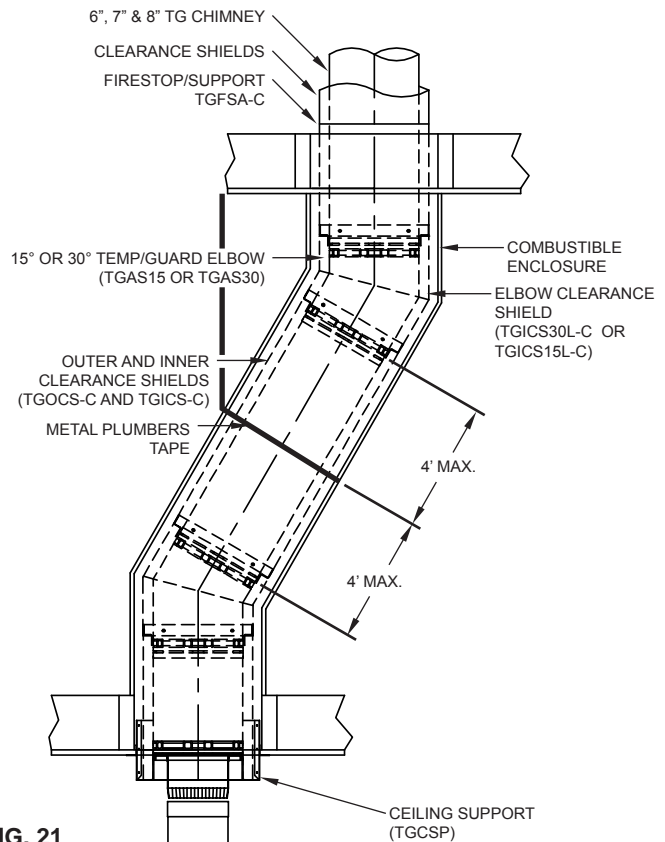 6”, 7” & 8” TG CHIMNEY
CLEARANCE SHIELDS
FIRESTOP/SUPPORT
TGFSA-C
15° OR 30° TEMP/GUARD ELBOW
(TGAS15 OR TGAS30)
COMBUSTIBLE
ENCLOSURE
ELBOW CLEARANCE
SHIELD
(TGICS30L-C OR
TGICS15L-C)
OUTER AND INNER
CLEARANCE SHIELDS
(TGOCS-C AND TGICS-C)
METAL PLUMBERS
TAPE
4’ MAX.
4’ MAX.
CEILING SUPPORT
(TGCSP)
IG. 21